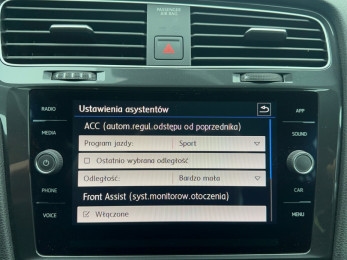 PASSENGER
AIR BAG
RADIO
MEDIA
PHONE
VOICE
Ustawienia asystentów
ACC (autom.regul.odstępu od poprzednika)
Program jazdy: Sport
Ostatnio wybrana odległość
Odległość: Bardzo mała
Front Assist (syst.monitorow.otoczenia)
Włączone
APP
SOUND
CAR
MENU